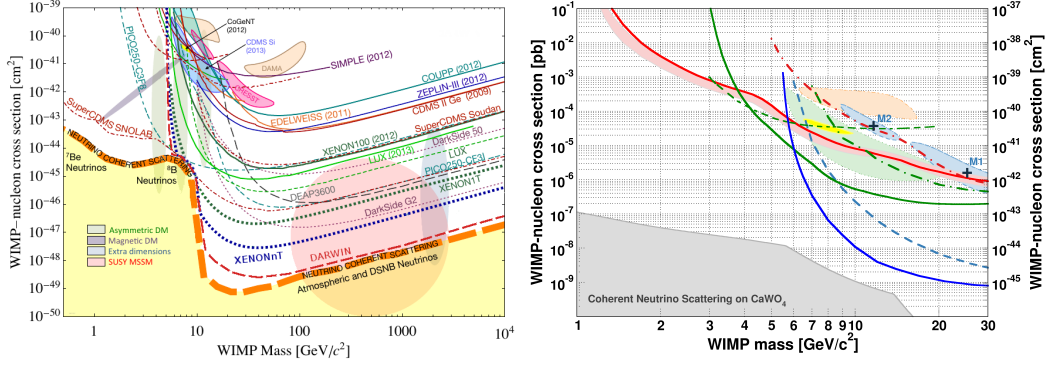 10^-39
10^-40
10^-41
10^-42
10^-43
10^-44
10^-45
10^-46
10^-47
10^-48
10^-49
10^-50
WIMP−nucleon cross section [cm²]
1
10
100
1000
10^4
WIMP Mass [GeV/c²]
CoGeNT
(2012)
CDMS Si
(2013)
DAMA
CRESST
SIMPLE (2012)
COUPP (2012)
ZEPLIN-III (2012)
CDMS II Ge (2009)
EDELWEISS (2011)
SuperCDMS Soudan
XENON100 (2012)
DarkSide 50
LUX (2013)
LUX
PICO250-CF3I
DEAP3600
XENON1T
DarkSide G2
PICO250-C3F8
SuperCDMS SNOLAB
NEUTRINO COHERENT SCATTERING
⁷Be
Neutrinos
⁸B
Neutrinos
XENONnT
DARWIN
NEUTRINO COHERENT SCATTERING
Atmospheric and DSNB Neutrinos
Asymmetric DM
Magnetic DM
Extra dimensions
SUSY MSSM
10^-1
10^-2
10^-3
10^-4
10^-5
10^-6
10^-7
10^-8
10^-9
WIMP-nucleon cross section [pb]
10^-37
10^-38
10^-39
10^-40
10^-41
10^-42
10^-43
10^-44
10^-45
WIMP-nucleon cross section [cm²]
M2
M1
Coherent Neutrino Scattering on CaWO₄
1 2 3 4 5 6 7 8 9 10 20 30
WIMP mass [GeV/c²]